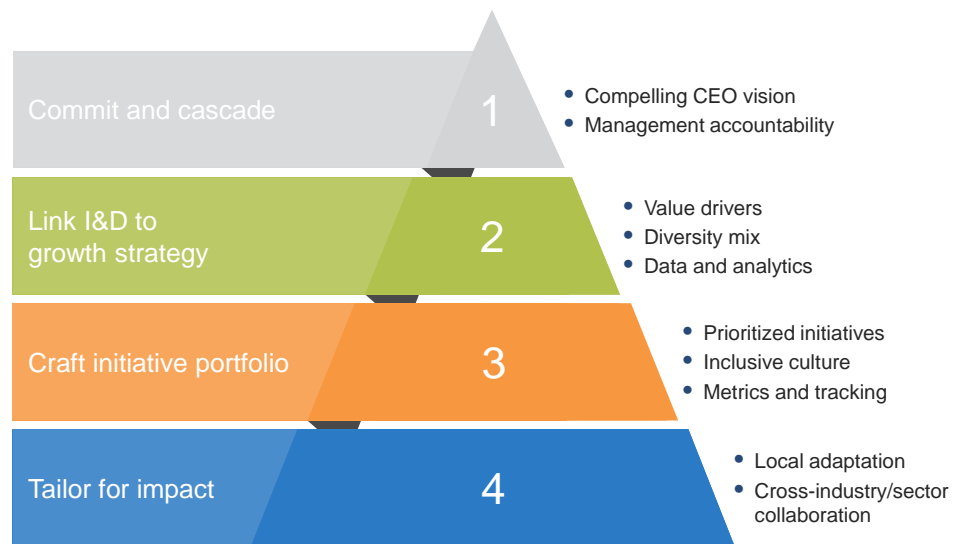 Commit and cascade
1
• Compelling CEO vision
• Management accountability
Link I&D to
growth strategy
2
• Value drivers
• Diversity mix
• Data and analytics
Craft initiative portfolio
3
• Prioritized initiatives
• Inclusive culture
• Metrics and tracking
Tailor for impact
4
• Local adaptation
• Cross-industry/sector
collaboration